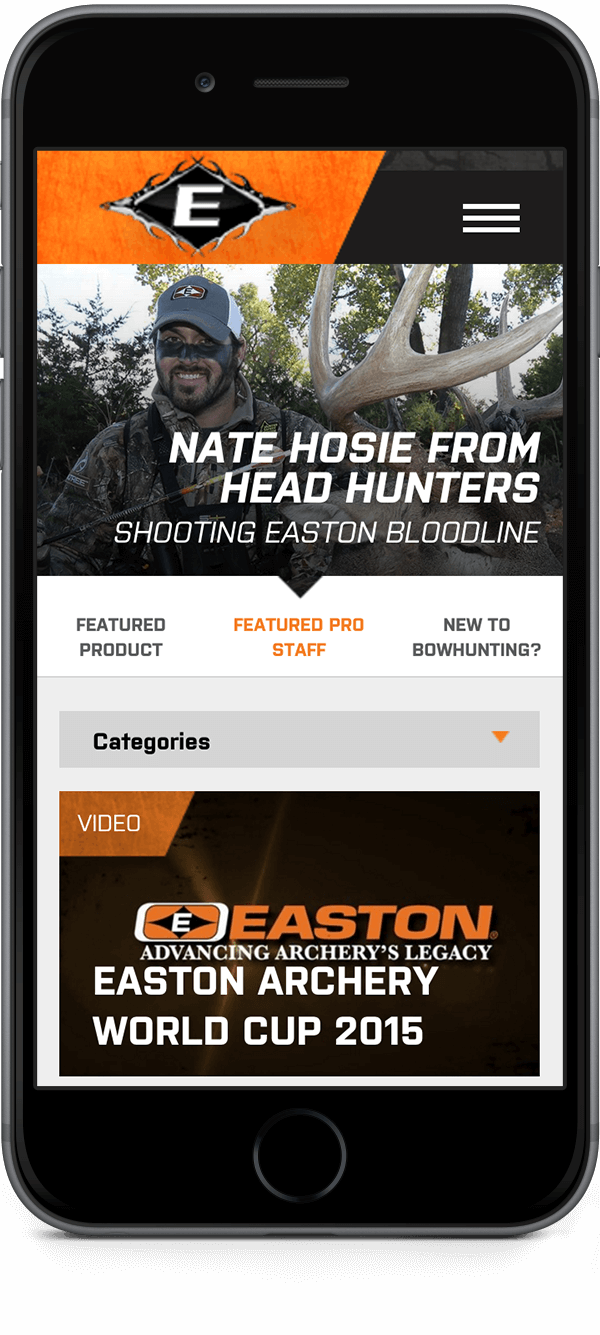 E
NATE HOSIE FROM
HEAD HUNTERS
SHOOTING EASTON BLOODLINE
FEATURED
PRODUCT
FEATURED PRO
STAFF
NEW TO
BOWHUNTING?
Categories
VIDEO
E EASTON®
ADVANCING ARCHERY'S LEGACY
EASTON ARCHERY
WORLD CUP 2015